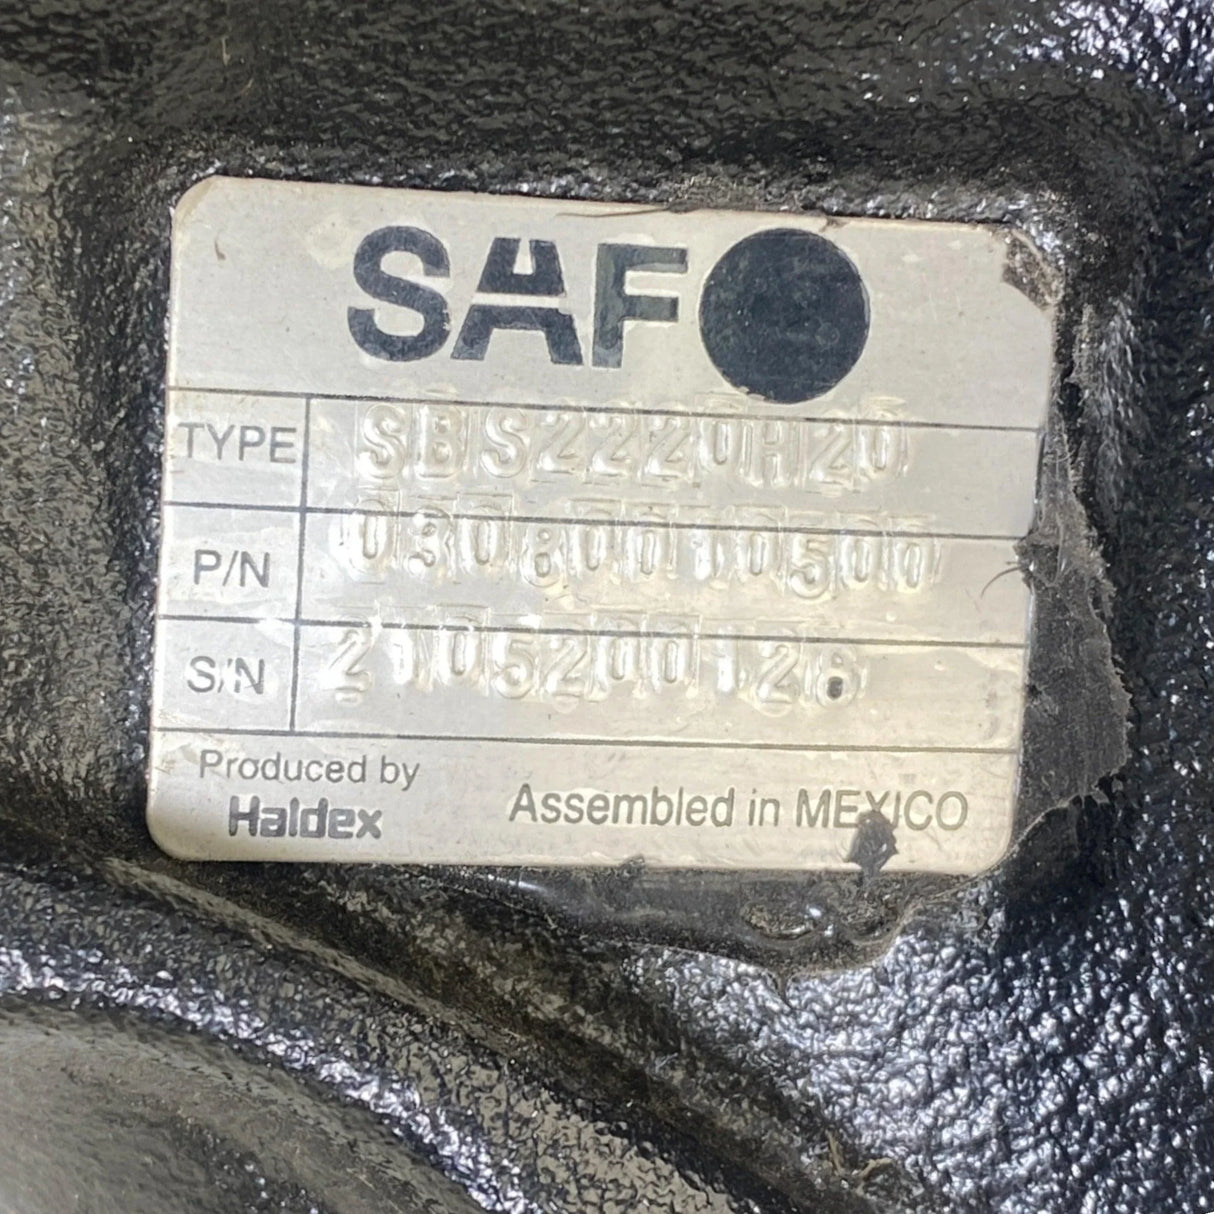 SAF
TYPE SBS2220H20
P/N 03080010500
S/N 2105200128
Produced by
Haldex
Assembled in MEXICO